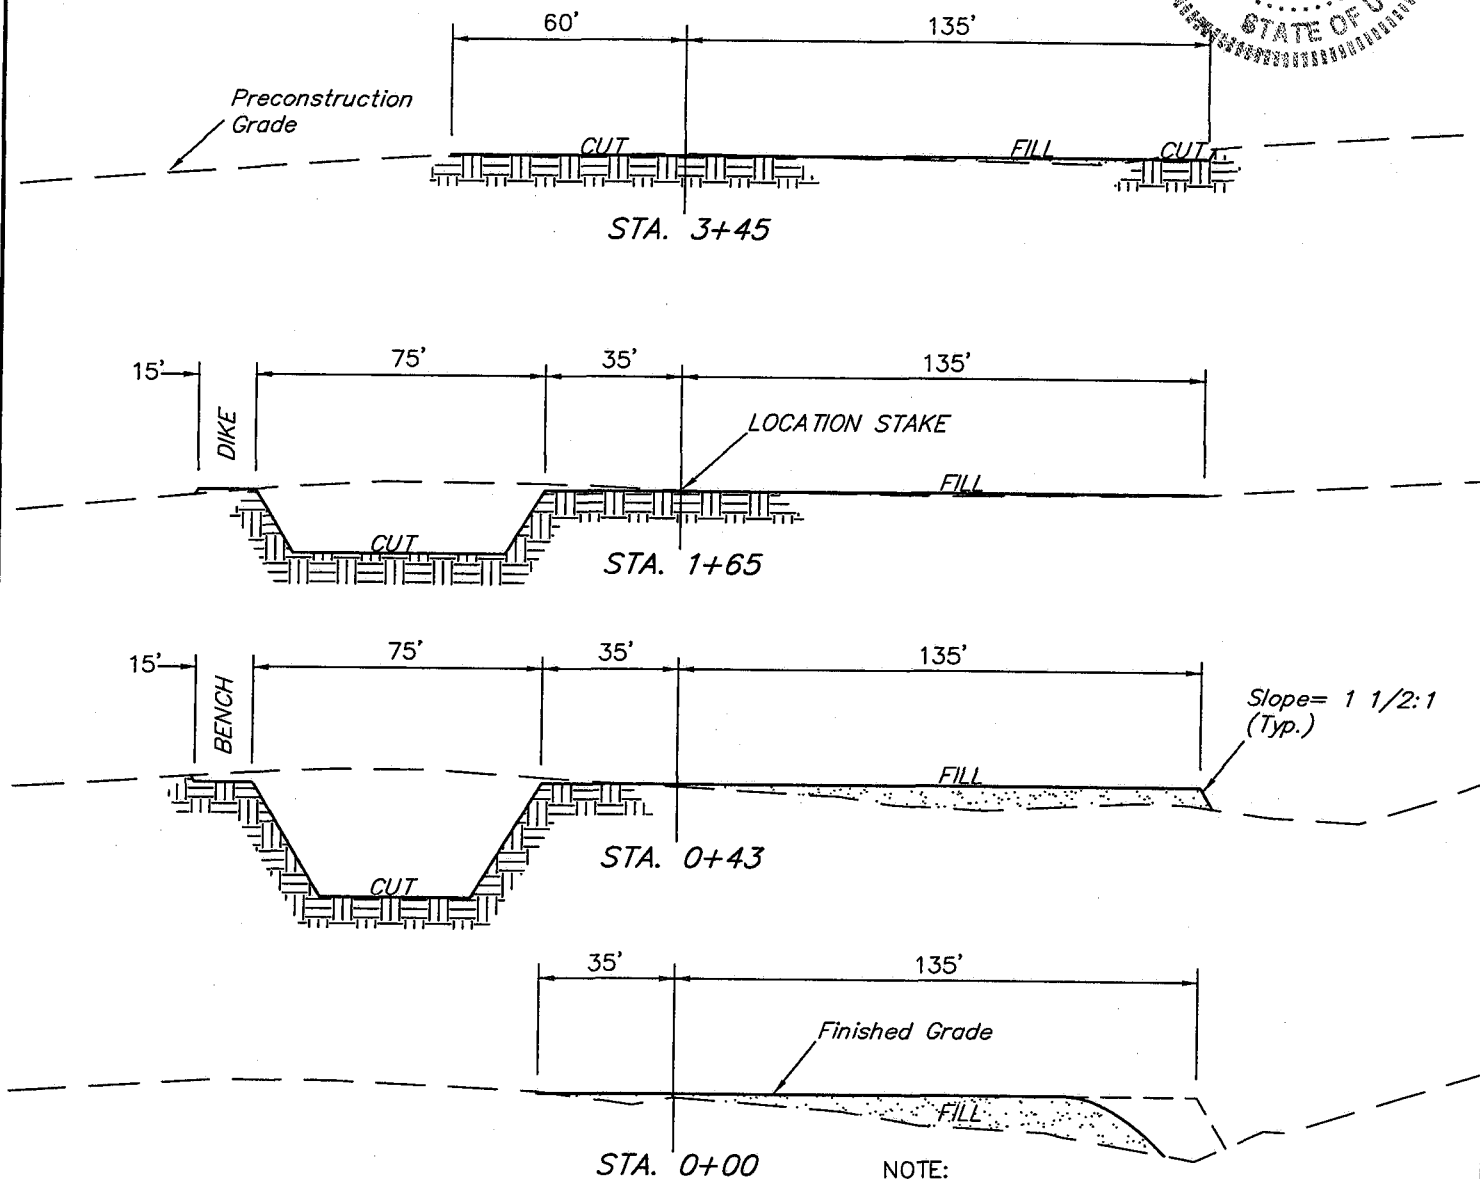 STATE OF U
60' 135'
Preconstruction
Grade
CUT FILL CUT
STA. 3+45
15' 75' 35' 135'
DIKE
LOCATION STAKE
FILL
CUT
STA. 1+65
15' 75' 35' 135'
BENCH
Slope= 1 1/2:1
(Typ.)
FILL
CUT
STA. 0+43
35' 135'
Finished Grade
FILL
STA. 0+00
NOTE: